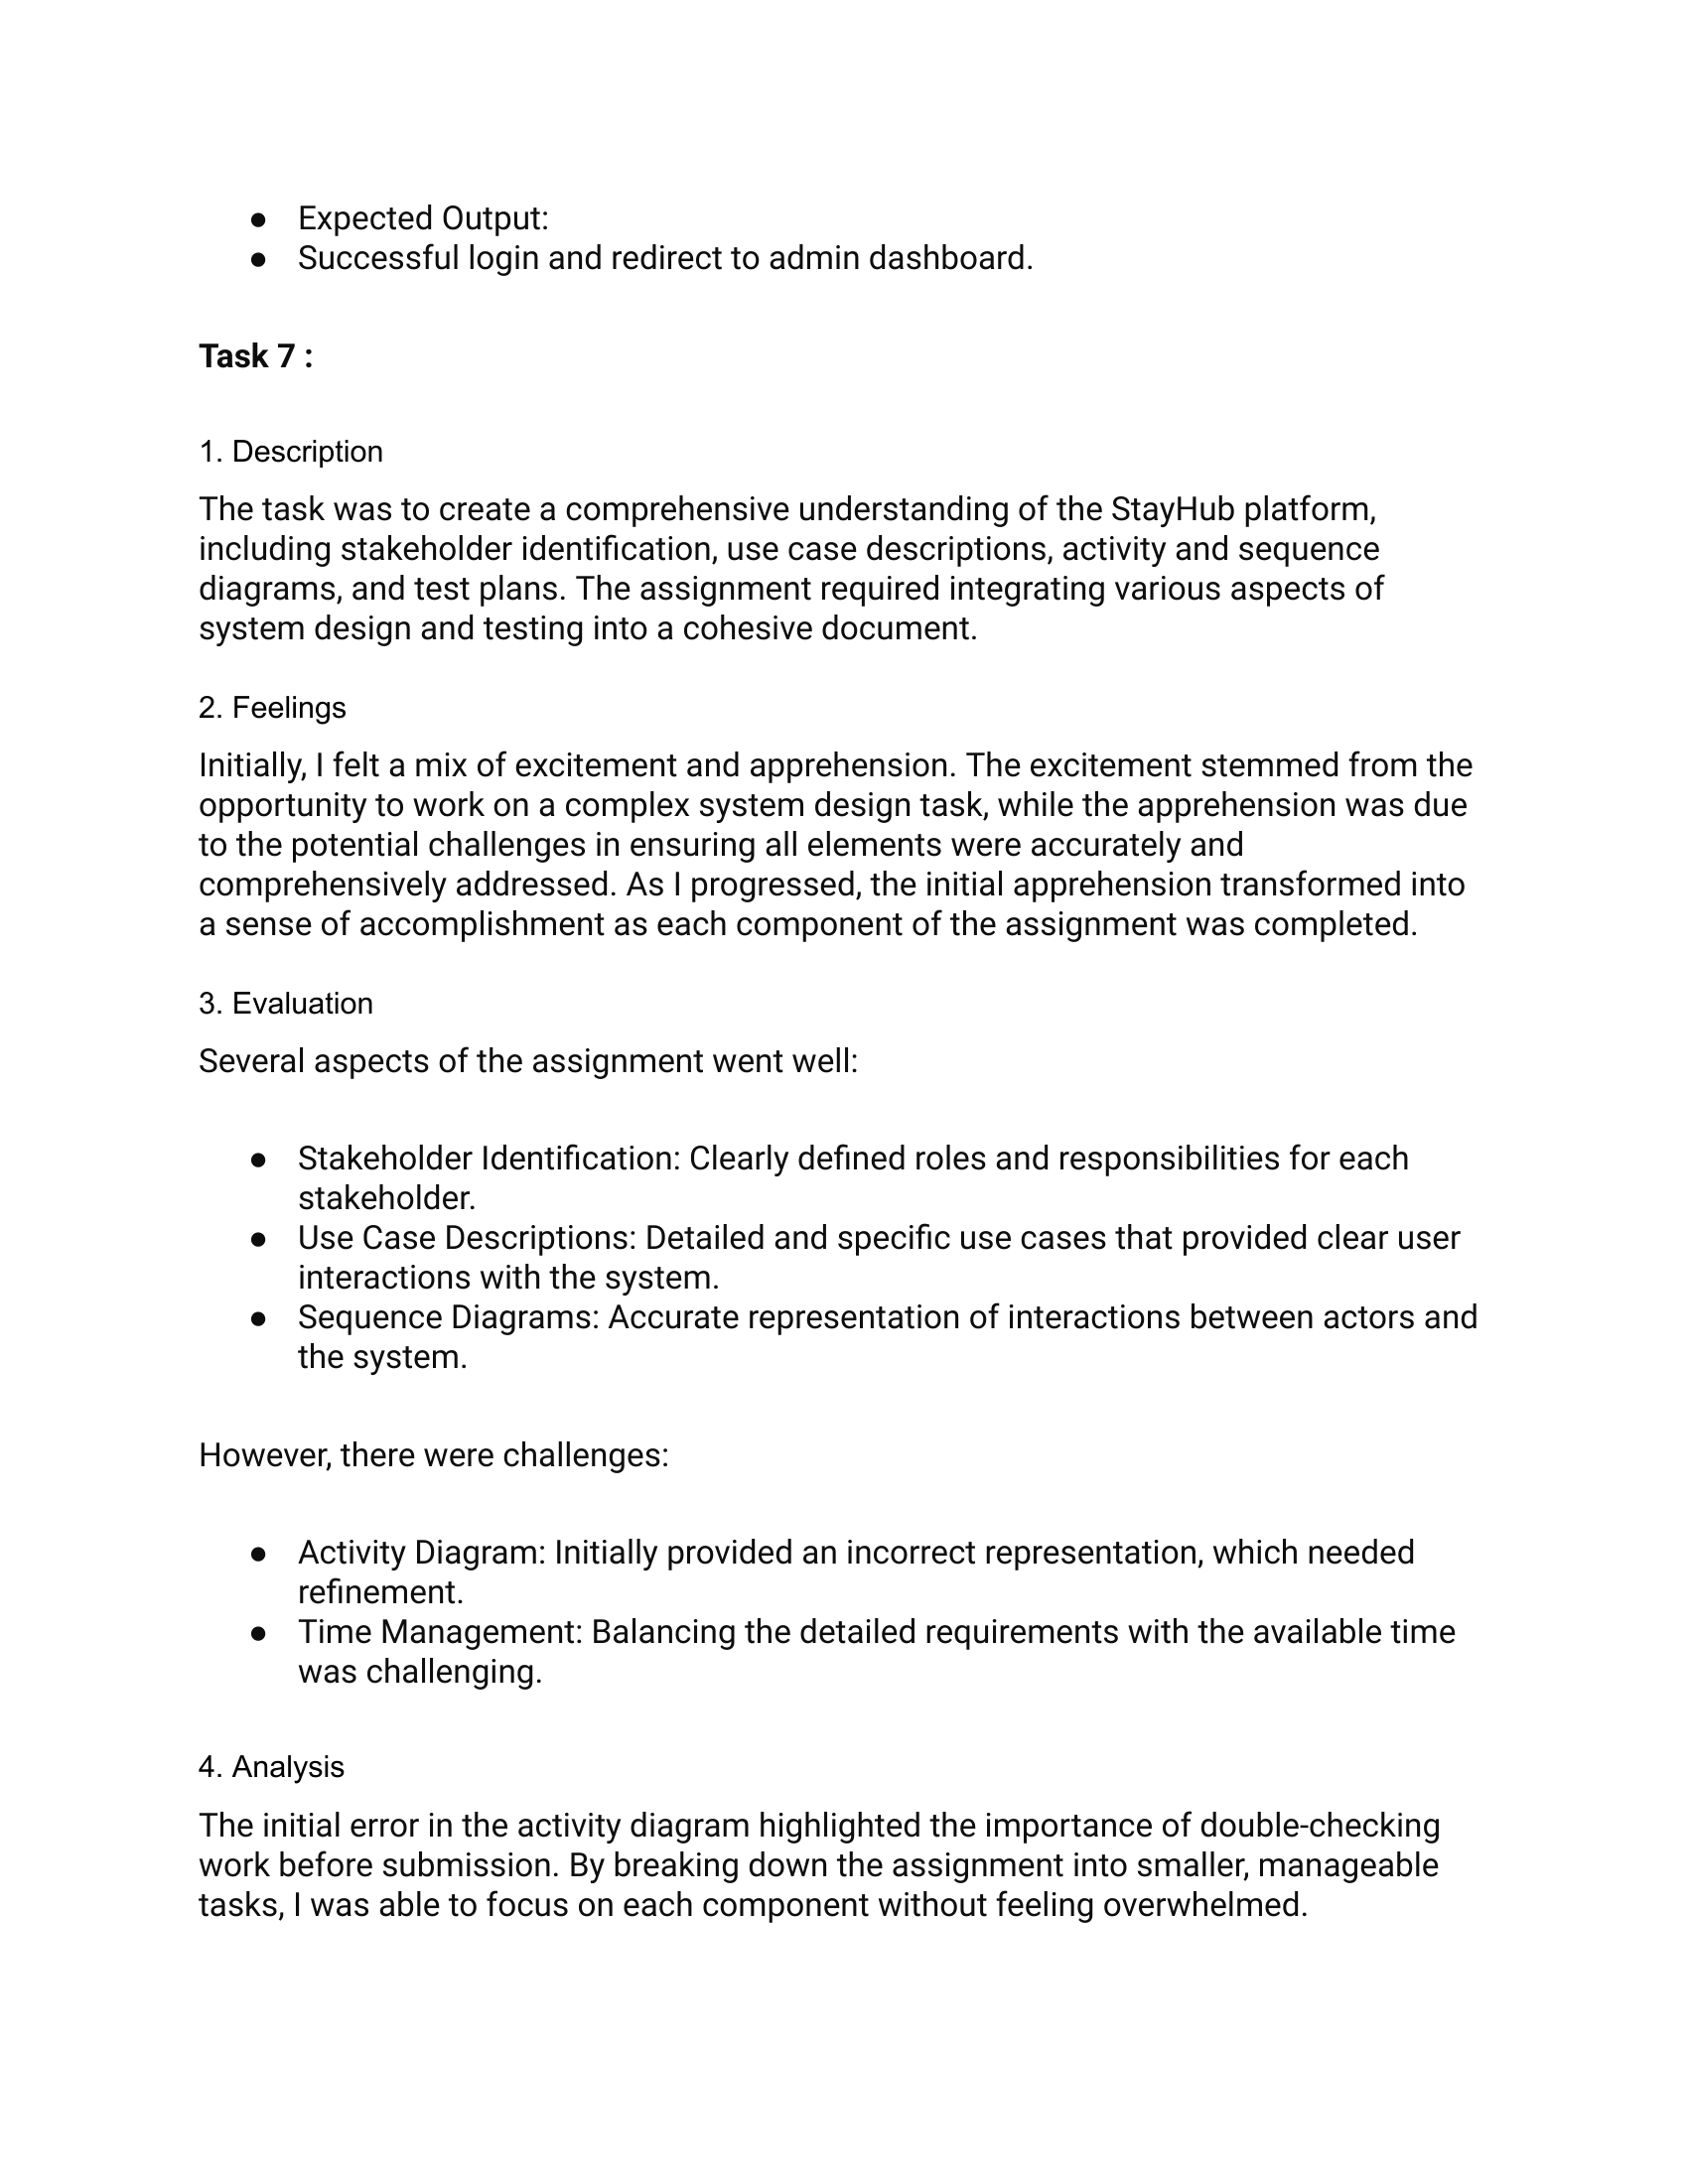 ● Expected Output:
● Successful login and redirect to admin dashboard.
Task 7 :
1. Description
The task was to create a comprehensive understanding of the StayHub platform,
including stakeholder identification, use case descriptions, activity and sequence
diagrams, and test plans. The assignment required integrating various aspects of
system design and testing into a cohesive document.
2. Feelings
Initially, I felt a mix of excitement and apprehension. The excitement stemmed from the
opportunity to work on a complex system design task, while the apprehension was due
to the potential challenges in ensuring all elements were accurately and
comprehensively addressed. As I progressed, the initial apprehension transformed into
a sense of accomplishment as each component of the assignment was completed.
3. Evaluation
Several aspects of the assignment went well:
● Stakeholder Identification: Clearly defined roles and responsibilities for each
stakeholder.
● Use Case Descriptions: Detailed and specific use cases that provided clear user
interactions with the system.
● Sequence Diagrams: Accurate representation of interactions between actors and
the system.
However, there were challenges:
● Activity Diagram: Initially provided an incorrect representation, which needed
refinement.
● Time Management: Balancing the detailed requirements with the available time
was challenging.
4. Analysis
The initial error in the activity diagram highlighted the importance of double-checking
work before submission. By breaking down the assignment into smaller, manageable
tasks, I was able to focus on each component without feeling overwhelmed.